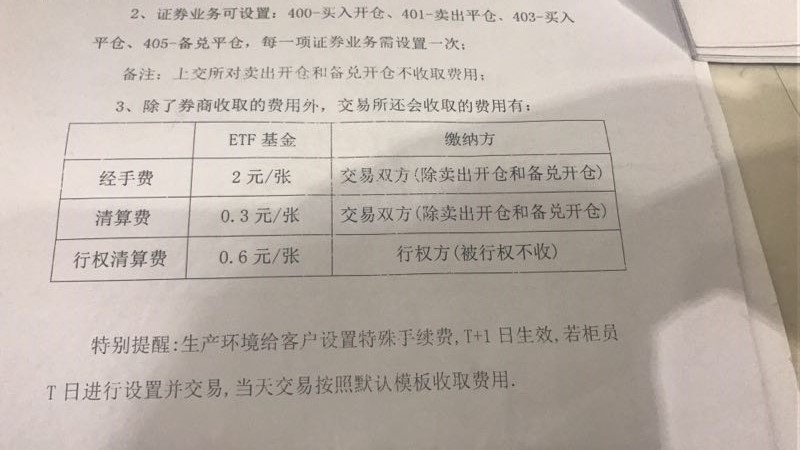 2、证券业务可设置：400-买入开仓、401-卖出平仓、403-买入
平仓、405-备兑平仓，每一项证券业务需设置一次；
备注：上交所对卖出开仓和备兑开仓不收取费用；
3、除了券商收取的费用外，交易所还会收取的费用有：
ETF 基金 缴纳方
经手费 2 元/张 交易双方(除卖出开仓和备兑开仓)
清算费 0.3 元/张 交易双方(除卖出开仓和备兑开仓)
行权清算费 0.6 元/张 行权方(被行权不收)
特别提醒:生产环境给客户设置特殊手续费,T+1 日生效,若柜员
T 日进行设置并交易,当天交易按照默认模板收取费用.